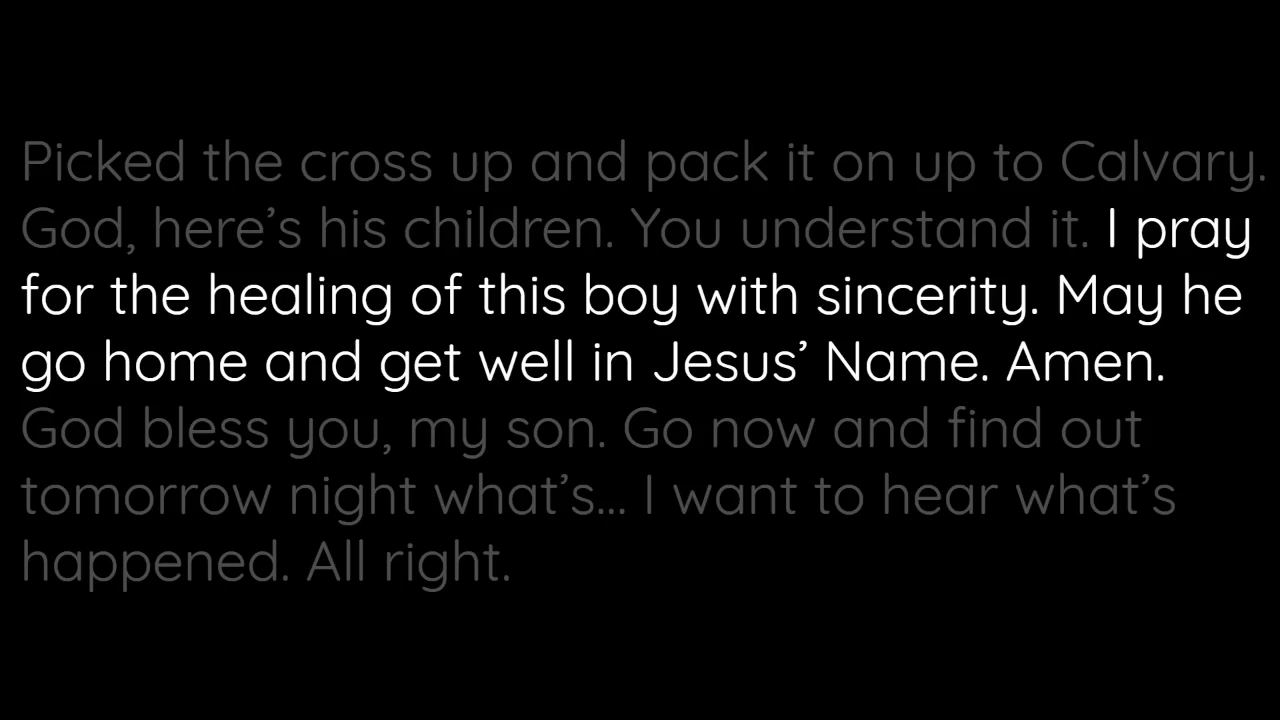 Picked the cross up and pack it on up to Calvary.
God, here’s his children. You understand it. I pray
for the healing of this boy with sincerity. May he
go home and get well in Jesus’ Name. Amen.
God bless you, my son. Go now and find out
tomorrow night what’s... I want to hear what’s
happened. All right.